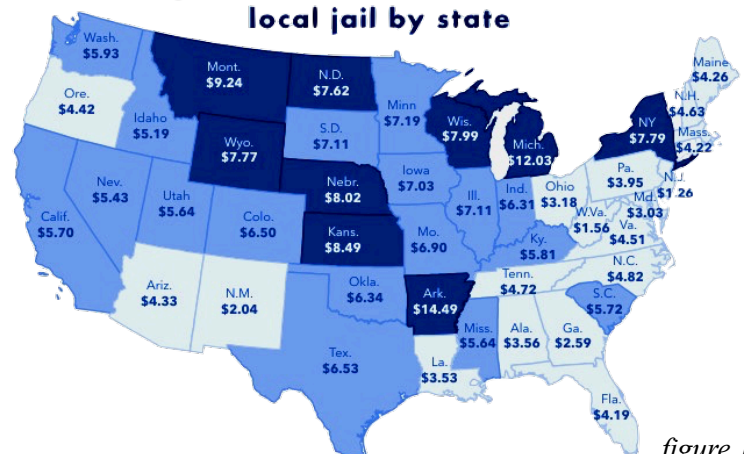 local jail by state
Wash.
$5.93
Ore.
$4.42
Idaho
$5.19
Mont.
$9.24
N.D.
$7.62
Minn
$7.19
Wis.
$7.99
Mich.
$12.03
NY
$7.79
Maine
$4.26
N.H.
$4.63
Mass.
$4.22
Wyo.
$7.77
S.D.
$7.11
Iowa
$7.03
Nebr.
$8.02
Nev.
$5.43
Utah
$5.64
Colo.
$6.50
Calif.
$5.70
Kans.
$8.49
Mo.
$6.90
Ill.
$7.11
Ind.
$6.31
Ohio
$3.18
Pa.
$3.95
N.J.
$1.26
Md.
$3.03
W.Va.
$1.56
Va.
$4.51
Ky.
$5.81
N.C.
$4.82
Tenn.
$4.72
S.C.
$5.72
Ariz.
$4.33
N.M.
$2.04
Okla.
$6.34
Ark.
$14.49
Miss.
$5.64
Ala.
$3.56
Ga.
$2.59
Tex.
$6.53
La.
$3.53
Fla.
$4.19
figure